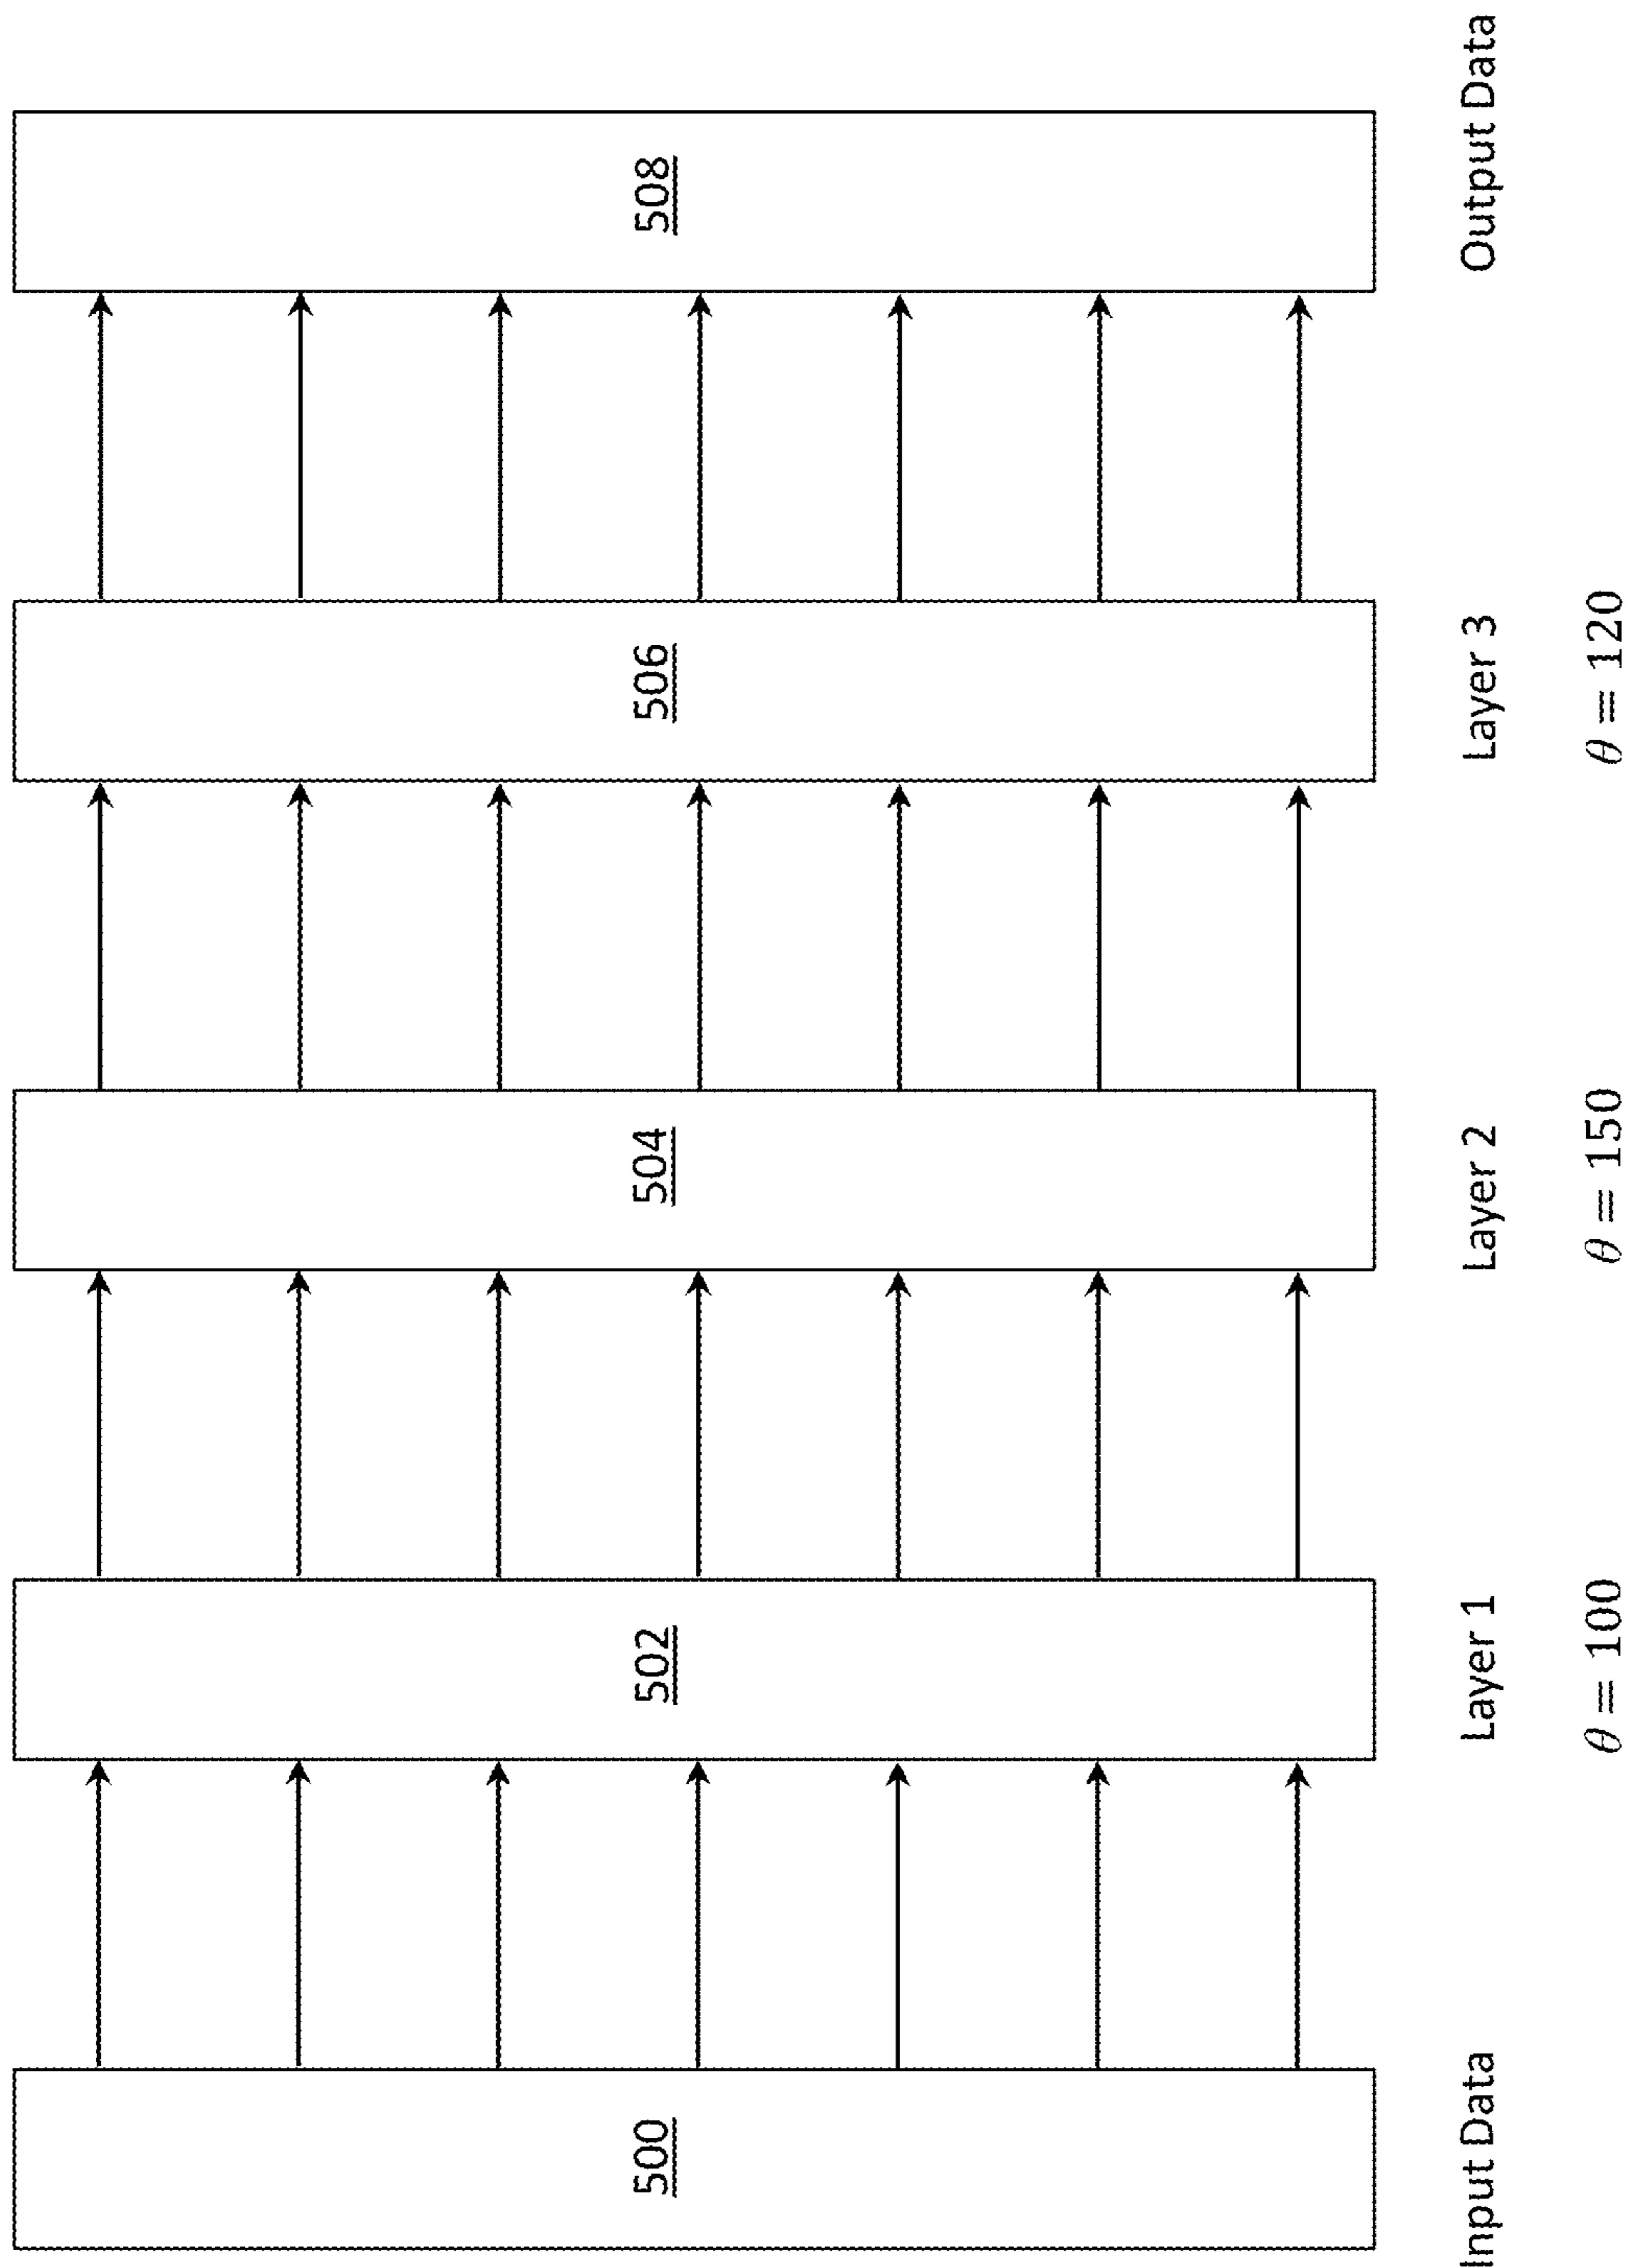 500
502
504
506
508
Input Data
Layer 1
Layer 2
Layer 3
Output Data
θ = 100
θ = 150
θ = 120